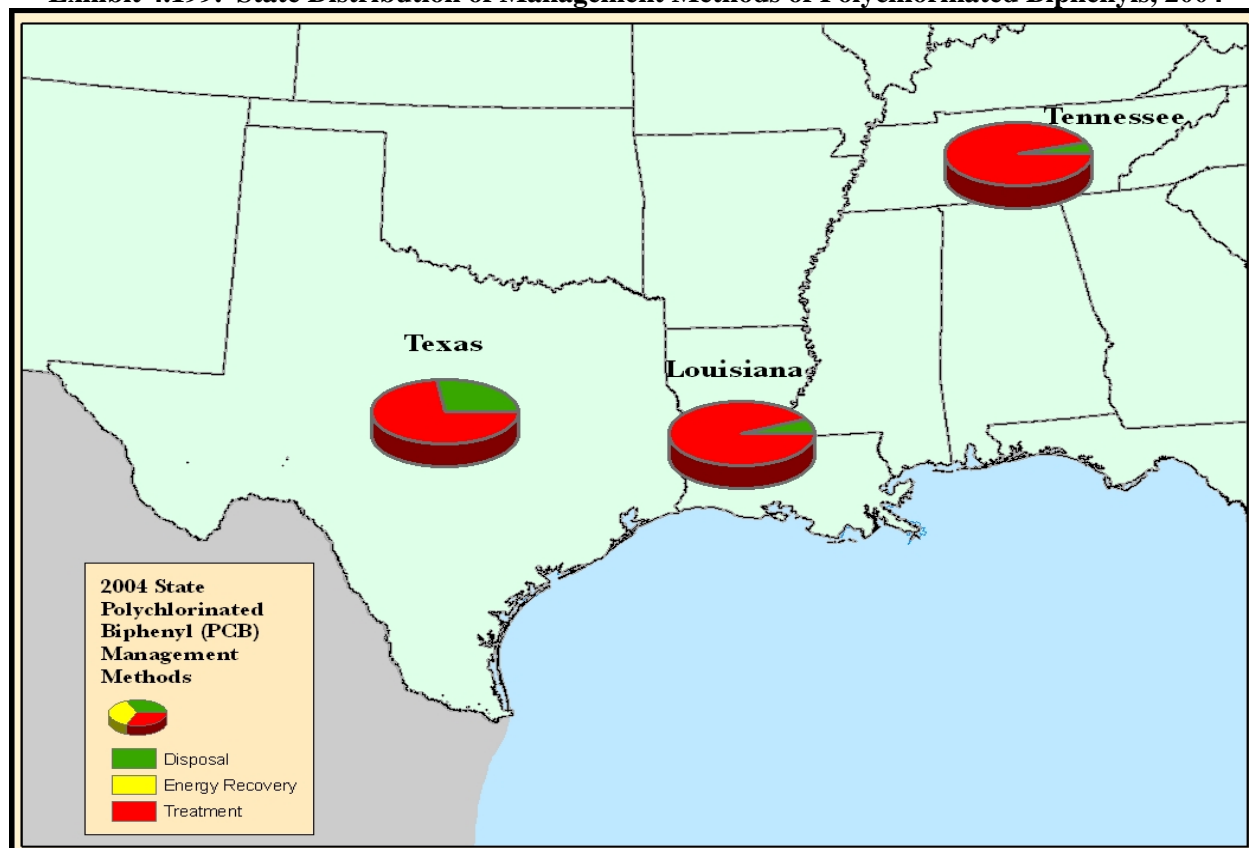 Exhibit 4.199. State Distribution of Management Methods of Polychlorinated Biphenyls, 2004
Tennessee
Texas
Louisiana
2004 State
Polychlorinated
Biphenyl (PCB)
Management
Methods
Disposal
Energy Recovery
Treatment